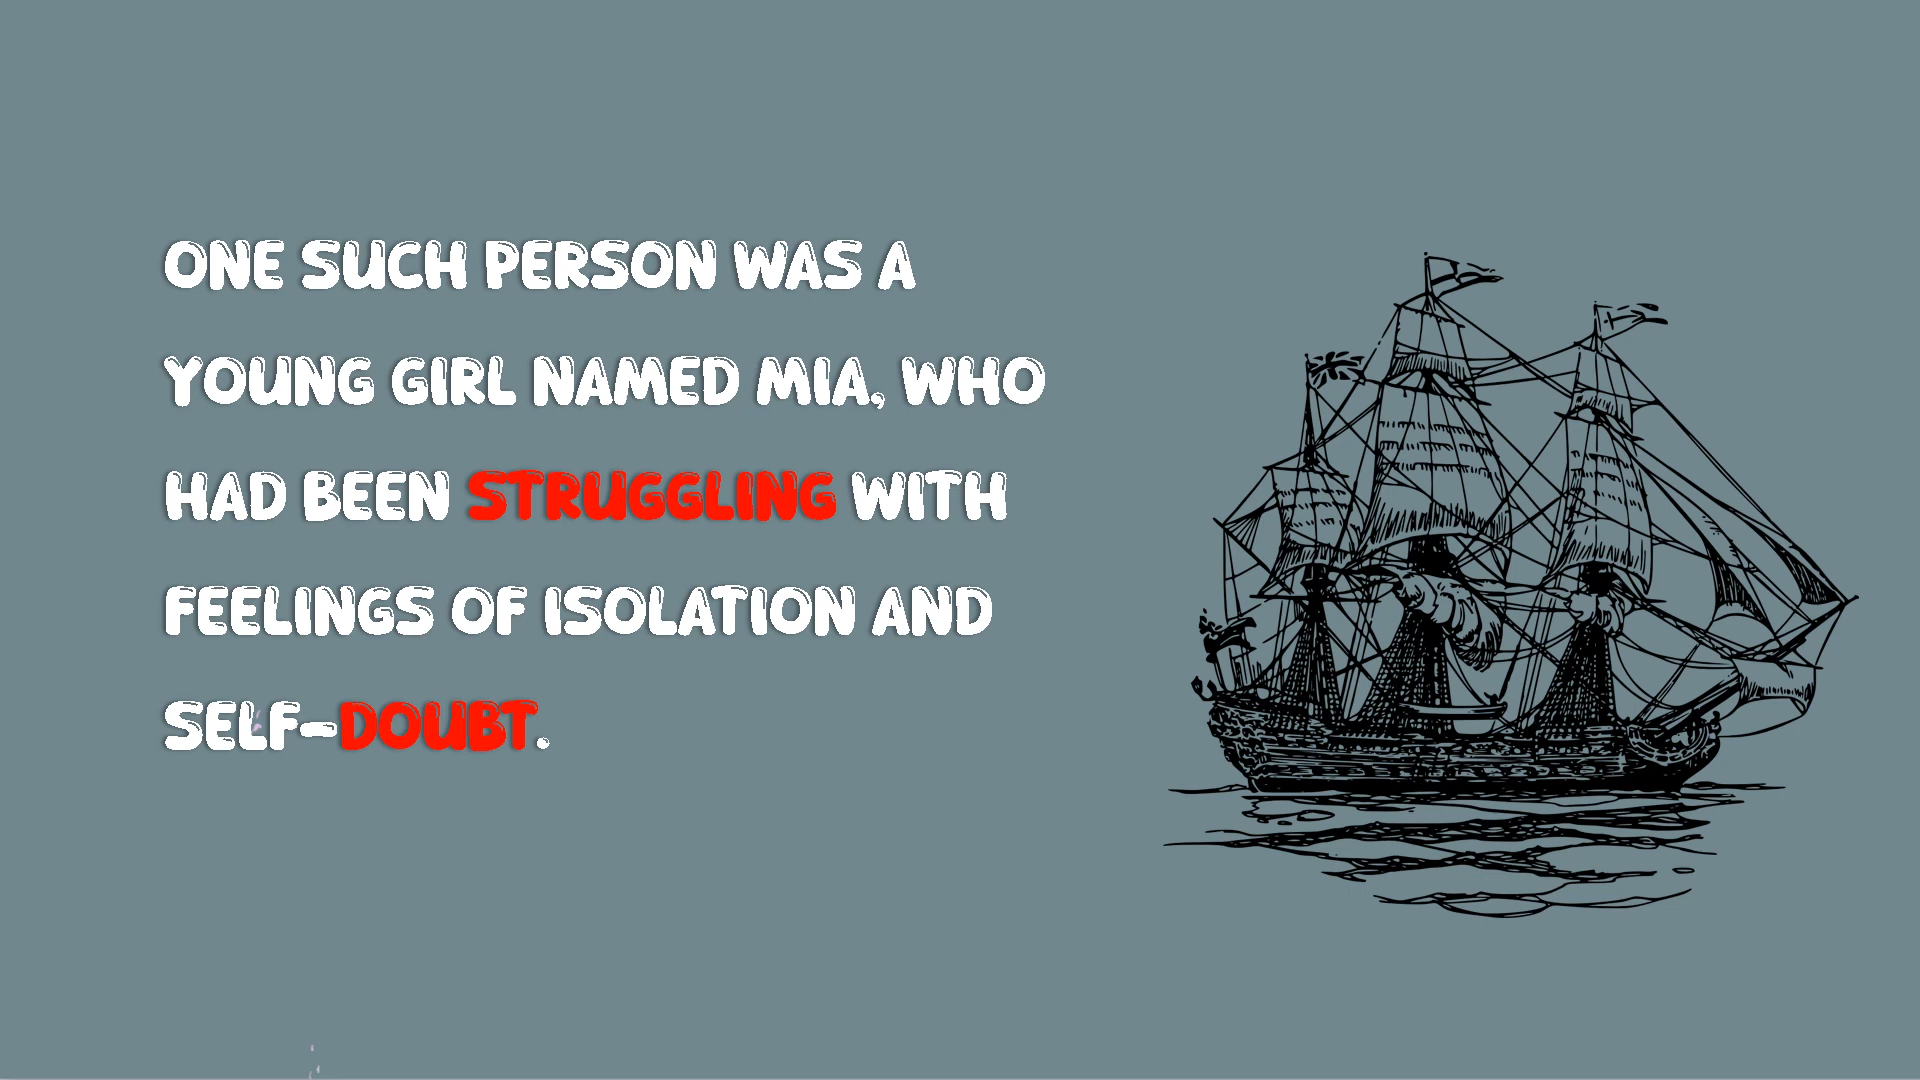 ONE SUCH PERSON WAS A
YOUNG GIRL NAMED MIA, WHO
HAD BEEN STRUGGLING WITH
FEELINGS OF ISOLATION AND
SELF-DOUBT.